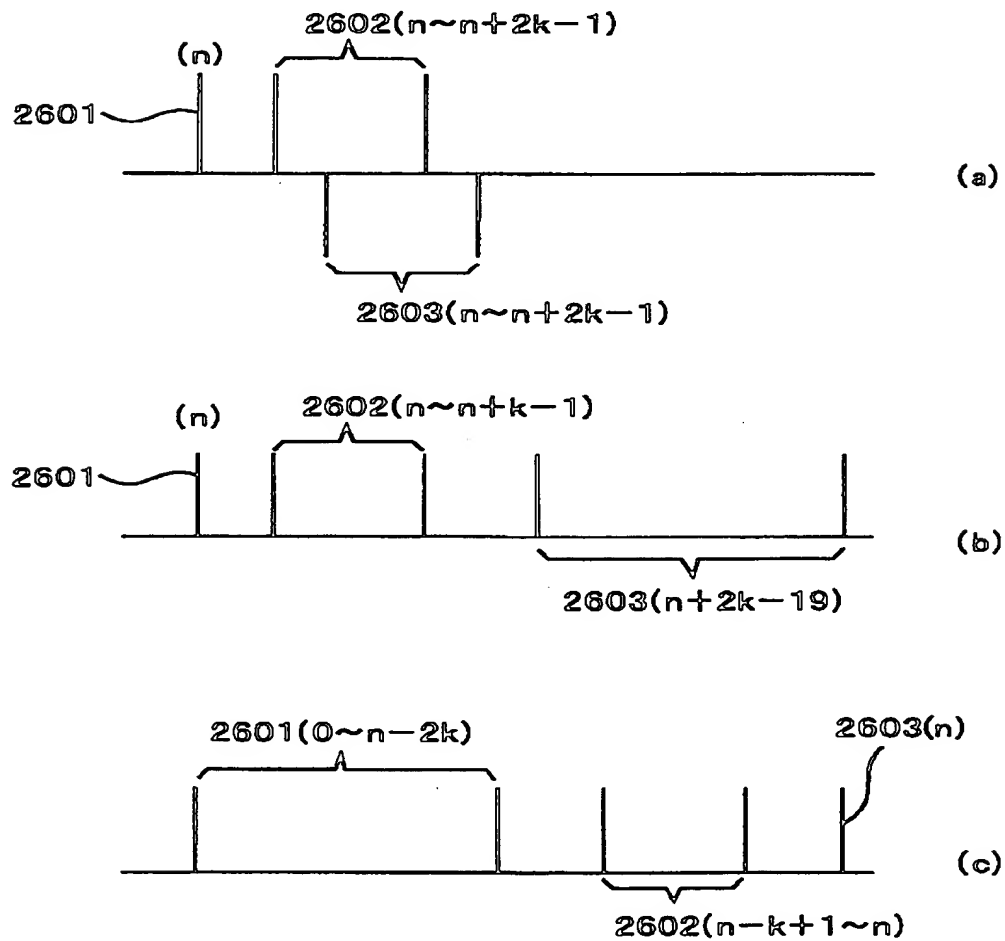 2602(n~n+2k−1)
(n)
2601
(a)
2603(n~n+2k−1)
2602(n~n+k−1)
(n)
2601
(b)
2603(n+2k−19)
2601(0~n−2k)
2603(n)
(c)
2602(n−k+1~n)